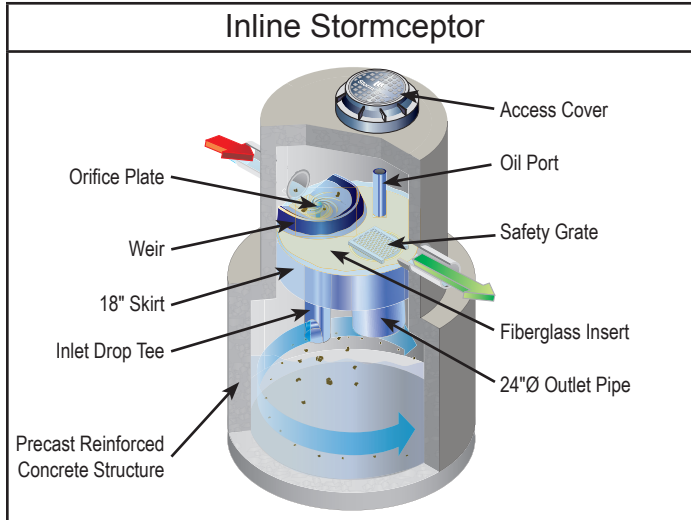 Inline Stormceptor
Access Cover
Oil Port
Orifice Plate
Safety Grate
Weir
18" Skirt
Fiberglass Insert
Inlet Drop Tee
24"Ø Outlet Pipe
Precast Reinforced
Concrete Structure